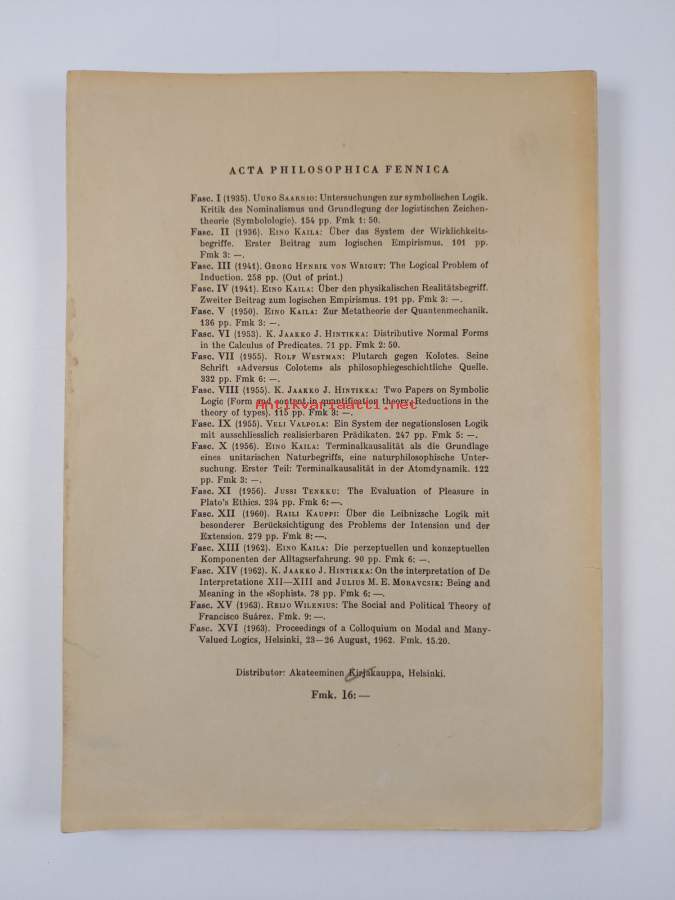 ACTA PHILOSOPHICA FENNICA
Fasc. I (1935). UUNO SAARNIO: Untersuchungen zur symbolischen Logik.
Kritik des Nominalismus und Grundlegung der logistischen Zeichen-
theorie (Symbolologie). 154 pp. Fmk 1: 50.
Fasc. II (1936). EINO KAILA: Über das System der Wirklichkeits-
begriffe. Erster Beitrag zum logischen Empirismus. 101 pp.
Fmk 3: —.
Fasc. III (1941). GEORG HENRIK VON WRIGHT: The Logical Problem of
Induction. 258 pp. (Out of print.)
Fasc. IV (1941). EINO KAILA: Über den physikalischen Realitätsbegriff.
Zweiter Beitrag zum logischen Empirismus. 191 pp. Fmk 3: —.
Fasc. V (1950). EINO KAILA: Zur Metatheorie der Quantenmechanik.
136 pp. Fmk 3: —.
Fasc. VI (1953). K. JAAKKO J. HINTIKKA: Distributive Normal Forms
in the Calculus of Predicates. 71 pp. Fmk 2: 50.
Fasc. VII (1955). ROLF WESTMAN: Plutarch gegen Kolotes. Seine
Schrift «Adversus Colotem» als philosophiegeschichtliche Quelle.
332 pp. Fmk 6: —.
Fasc. VIII (1955). K. JAAKKO J. HINTIKKA: Two Papers on Symbolic
Logic (Form and content in quantification theory, Reductions in the
theory of types). 115 pp. Fmk 3: —.
Antikvariaatti.net
Fasc. IX (1955). VELI VALPOLA: Ein System der negationslosen Logik
mit ausschliesslich realisierbaren Prädikaten. 247 pp. Fmk 5: —.
Fasc. X (1956). EINO KAILA: Terminalkausalität als die Grundlage
eines unitarischen Naturbegriffs, eine naturphilosophische Unter-
suchung. Erster Teil: Terminalkausalität in der Atomdynamik. 122
pp. Fmk 3: —.
Fasc. XI (1956). JUSSI TENKKU: The Evaluation of Pleasure in
Plato's Ethics. 234 pp. Fmk 6: —.
Fasc. XII (1960). RAILI KAUPPI: Über die Leibnizsche Logik mit
besonderer Berücksichtigung des Problems der Intension und der
Extension. 279 pp. Fmk 8: —.
Fasc. XIII (1962). EINO KAILA: Die perzeptuellen und konzeptuellen
Komponenten der Alltagserfahrung. 90 pp. Fmk 6: —.
Fasc. XIV (1962). K. JAAKKO J. HINTIKKA: On the interpretation of De
Interpretatione XII—XIII and JULIUS M. E. MORAVCSIK: Being and
Meaning in the «Sophist». 78 pp. Fmk 6: —.
Fasc. XV (1963). REIJO WILENIUS: The Social and Political Theory of
Francisco Suárez. Fmk. 9: —.
Fasc. XVI (1963). Proceedings of a Colloquium on Modal and Many-
Valued Logics, Helsinki, 23—26 August, 1962. Fmk. 15.20.
Distributor: Akateeminen Kirjakauppa, Helsinki.
Fmk. 16: —